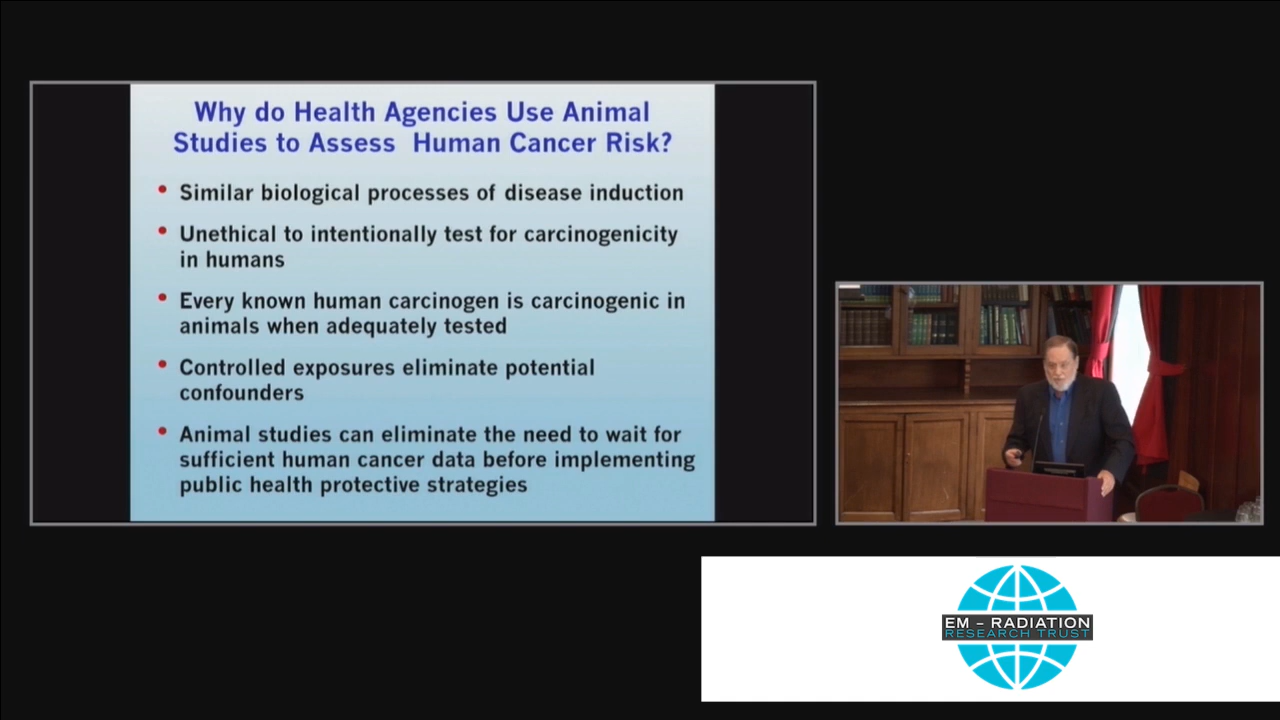 Why do Health Agencies Use Animal
Studies to Assess Human Cancer Risk?
• Similar biological processes of disease induction
• Unethical to intentionally test for carcinogenicity
in humans
• Every known human carcinogen is carcinogenic in
animals when adequately tested
• Controlled exposures eliminate potential
confounders
• Animal studies can eliminate the need to wait for
sufficient human cancer data before implementing
public health protective strategies
EM – RADIATION
RESEARCH TRUST